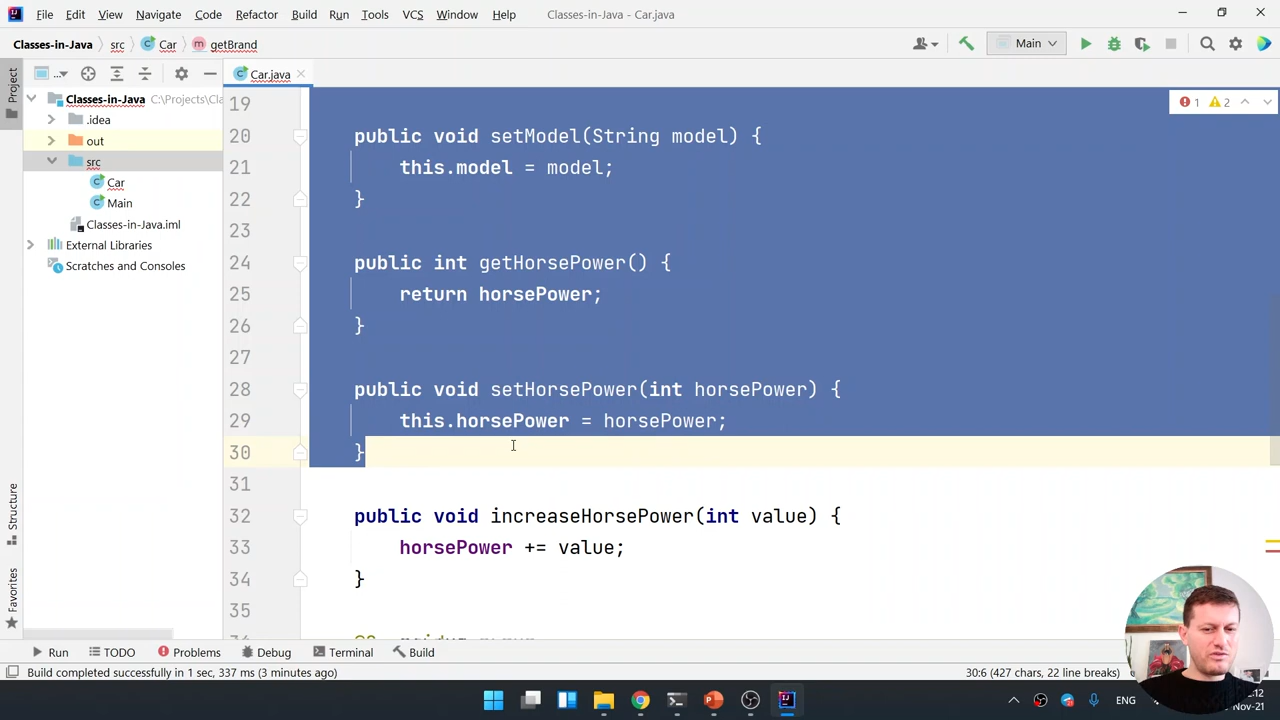 File Edit View Navigate Code Refactor Build Run Tools VCS Window Help Classes-in-Java - Car.java
Classes-in-Java src Car m getBrand Main
... Car.java
Project
Classes-in-Java C:\Projects\Cla
.idea
out
src
Car
Main
Classes-in-Java.iml
External Libraries
Scratches and Consoles
Structure
Favorites
1 2
19
20 public void setModel(String model) {
21 this.model = model;
22 }
23
24 public int getHorsePower() {
25 return horsePower;
26 }
27
28 public void setHorsePower(int horsePower) {
29 this.horsePower = horsePower;
30 }
31
32 public void increaseHorsePower(int value) {
33 horsePower += value;
34 }
35
Run TODO Problems Debug Terminal Build
Build completed successfully in 1 sec, 337 ms (3 minutes ago) 30:6 (427 chars, 22 line breaks)
ENG